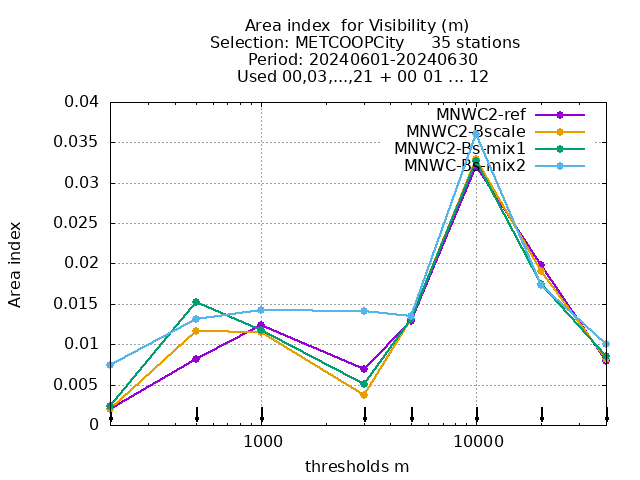 Area index  for Visibility (m)
Selection: METCOOPCity     35 stations
Period: 20240601-20240630
Used 00,03,...,21 + 00 01 ... 12
0.04
0.035
0.03
0.025
0.02
0.015
0.01
0.005
0
Area index
MNWC2-ref
MNWC2-Bscale
MNWC2-Bs-mix1
MNWC-Bs-mix2
1000
10000
thresholds m